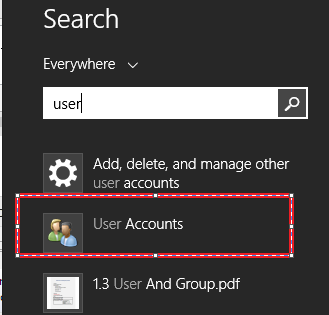 Search
Everywhere
user
Add, delete, and manage other
user accounts
User Accounts
1.3 User And Group.pdf